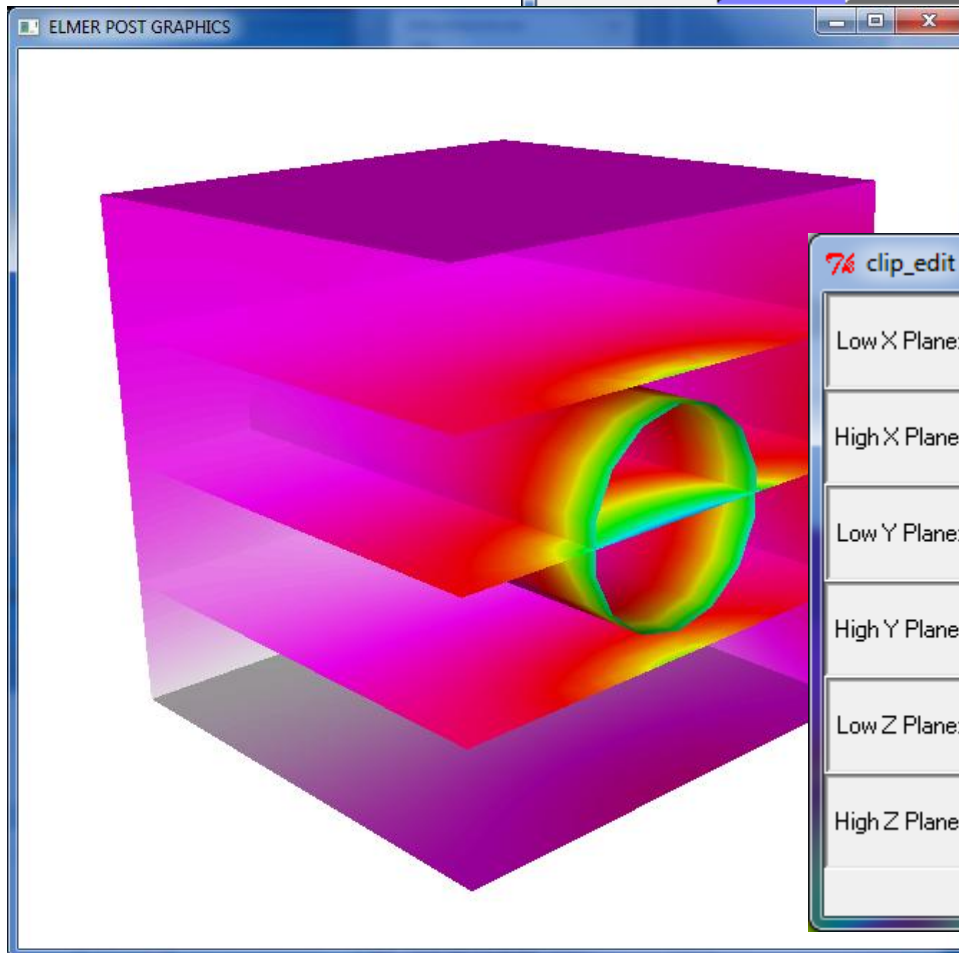 ELMER POST GRAPHICS
clip_edit
Low X Plane:
High X Plane
Low Y Plane:
High Y Plane
Low Z Plane:
High Z Plane